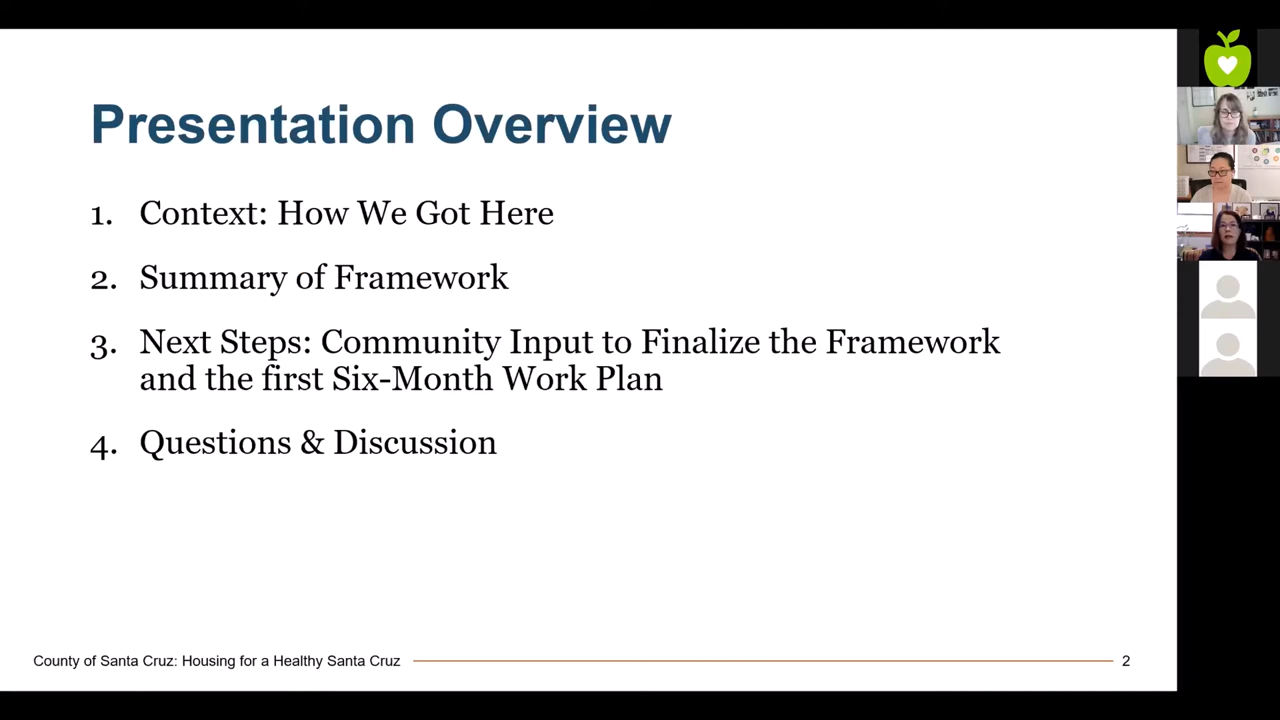 Presentation Overview
1. Context: How We Got Here
2. Summary of Framework
3. Next Steps: Community Input to Finalize the Framework
and the first Six-Month Work Plan
4. Questions & Discussion
County of Santa Cruz: Housing for a Healthy Santa Cruz
2